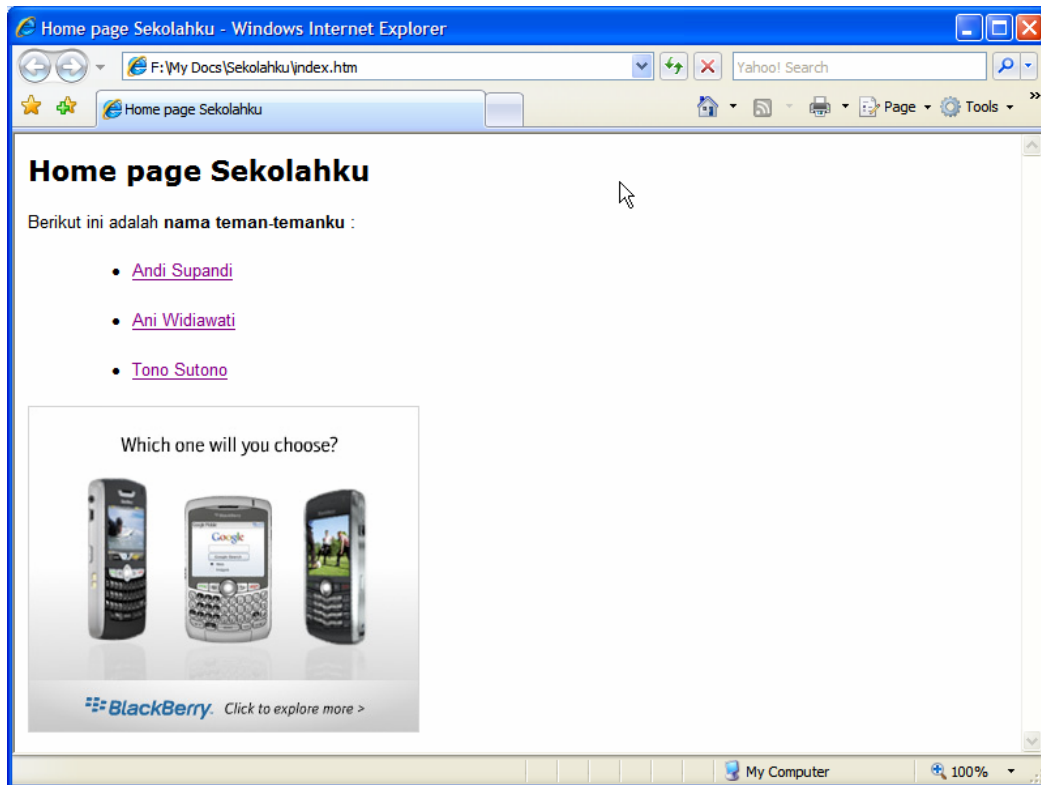 Home page Sekolahku - Windows Internet Explorer
F:\My Docs\Sekolahku\index.htm
Yahoo! Search
Home page Sekolahku
Page
Tools
»
Home page Sekolahku
Berikut ini adalah nama teman-temanku :
• Andi Supandi
• Ani Widiawati
• Tono Sutono
Which one will you choose?
Google
BlackBerry. Click to explore more >
My Computer
100%